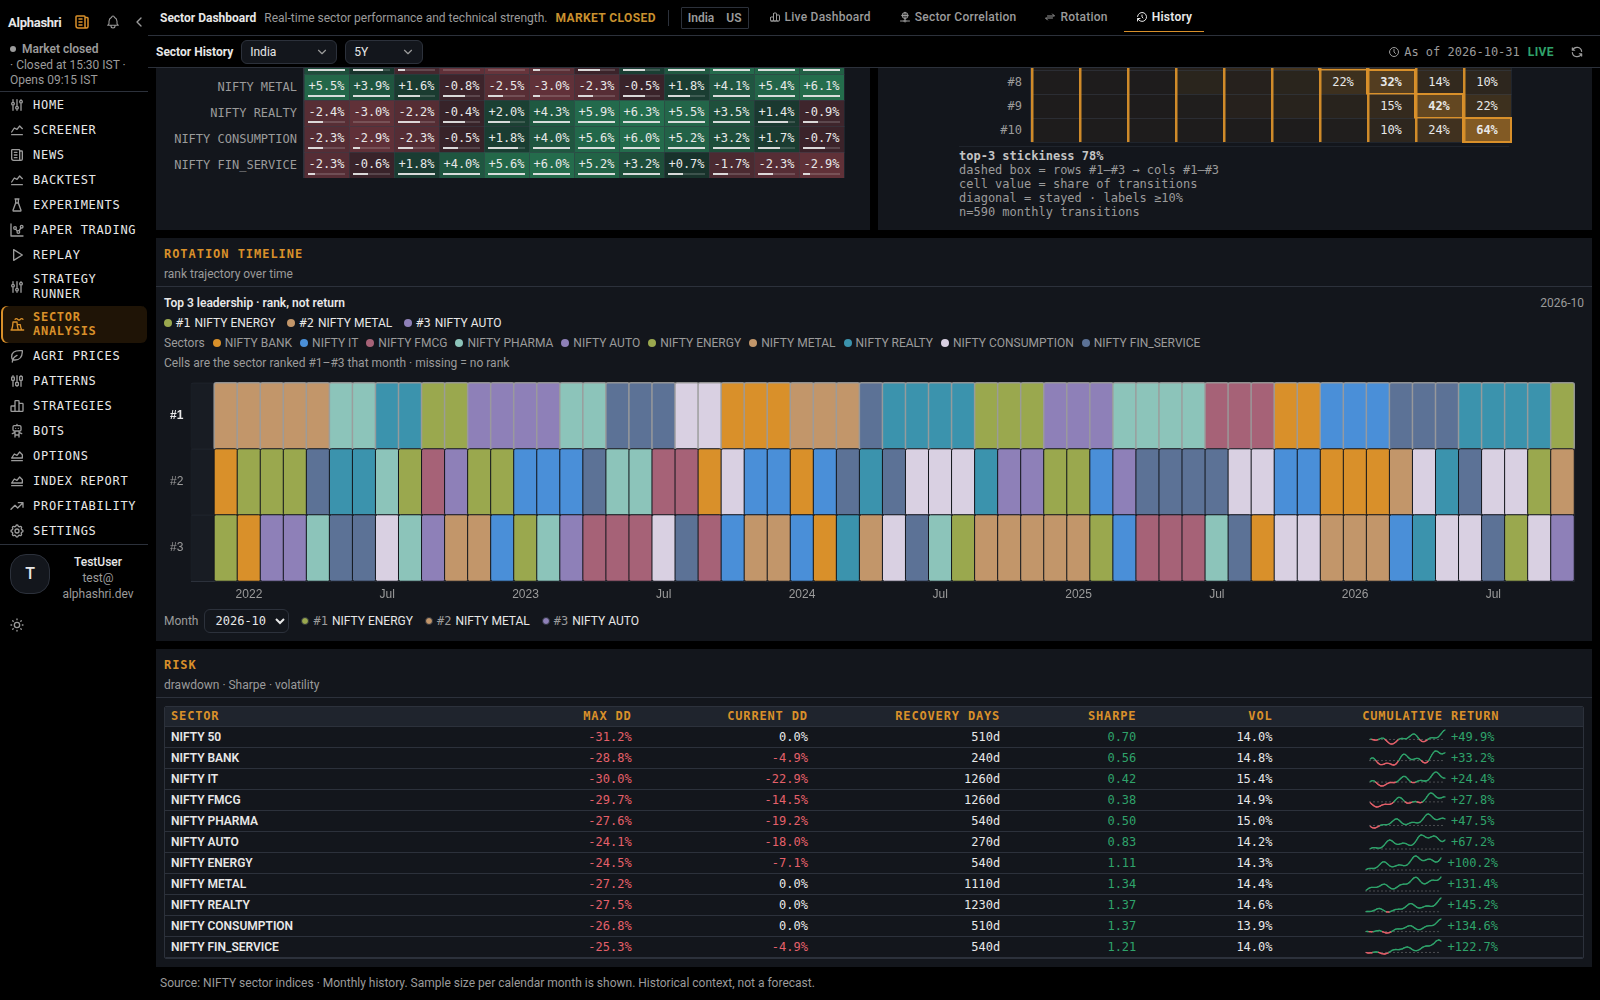 Alphashri
Market closed
· Closed at 15:30 IST ·
Opens 09:15 IST
HOME
SCREENER
NEWS
BACKTEST
EXPERIMENTS
PAPER TRADING
REPLAY
STRATEGY
RUNNER
SECTOR
ANALYSIS
AGRI PRICES
PATTERNS
STRATEGIES
BOTS
OPTIONS
INDEX REPORT
PROFITABILITY
SETTINGS
T
TestUser
test@
alphashri.dev
Sector Dashboard Real-time sector performance and technical strength. MARKET CLOSED India US Live Dashboard Sector Correlation Rotation History
Sector History India 5Y As of 2026-10-31 LIVE
NIFTY METAL +5.5% +3.9% +1.6% -0.8% -2.5% -3.0% -2.3% -0.5% +1.8% +4.1% +5.4% +6.1%
NIFTY REALTY -2.4% -3.0% -2.2% -0.4% +2.0% +4.3% +5.9% +6.3% +5.5% +3.5% +1.4% -0.9%
NIFTY CONSUMPTION -2.3% -2.9% -2.3% -0.5% +1.8% +4.0% +5.6% +6.0% +5.2% +3.2% +1.7% -0.7%
NIFTY FIN_SERVICE -2.3% -0.6% +1.8% +4.0% +5.6% +6.0% +5.2% +3.2% +0.7% -1.7% -2.3% -2.9%
#8 22% 32% 14% 10%
#9 15% 42% 22%
#10 10% 24% 64%
top-3 stickiness 78%
dashed box = rows #1–#3 → cols #1–#3
cell value = share of transitions
diagonal = stayed · labels ≥10%
n=590 monthly transitions
ROTATION TIMELINE
rank trajectory over time
Top 3 leadership · rank, not return 2026-10
#1 NIFTY ENERGY #2 NIFTY METAL #3 NIFTY AUTO
Sectors NIFTY BANK NIFTY IT NIFTY FMCG NIFTY PHARMA NIFTY AUTO NIFTY ENERGY NIFTY METAL NIFTY REALTY NIFTY CONSUMPTION NIFTY FIN_SERVICE
Cells are the sector ranked #1–#3 that month · missing = no rank
#1
#2
#3
2022 Jul 2023 Jul 2024 Jul 2025 Jul 2026 Jul
Month 2026-10 #1 NIFTY ENERGY #2 NIFTY METAL #3 NIFTY AUTO
RISK
drawdown · Sharpe · volatility
SECTOR MAX DD CURRENT DD RECOVERY DAYS SHARPE VOL CUMULATIVE RETURN
NIFTY 50 -31.2% 0.0% 510d 0.70 14.0% +49.9%
NIFTY BANK -28.8% -4.9% 240d 0.56 14.8% +33.2%
NIFTY IT -30.0% -22.9% 1260d 0.42 15.4% +24.4%
NIFTY FMCG -29.7% -14.5% 1260d 0.38 14.9% +27.8%
NIFTY PHARMA -27.6% -19.2% 540d 0.50 15.0% +47.5%
NIFTY AUTO -24.1% -18.0% 270d 0.83 14.2% +67.2%
NIFTY ENERGY -24.5% -7.1% 540d 1.11 14.3% +100.2%
NIFTY METAL -27.2% 0.0% 1110d 1.34 14.4% +131.4%
NIFTY REALTY -27.5% 0.0% 1230d 1.37 14.6% +145.2%
NIFTY CONSUMPTION -26.8% 0.0% 510d 1.37 13.9% +134.6%
NIFTY FIN_SERVICE -25.3% -4.9% 540d 1.21 14.0% +122.7%
Source: NIFTY sector indices · Monthly history. Sample size per calendar month is shown. Historical context, not a forecast.